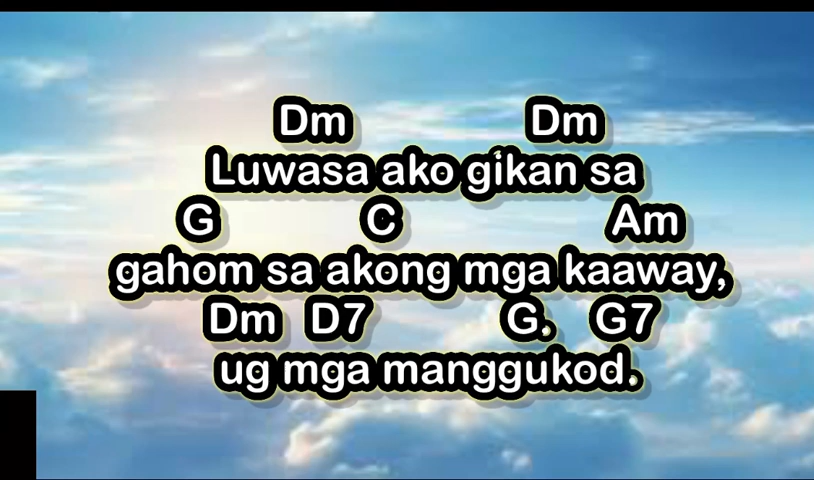 Dm Dm
Luwasa ako gikan sa
G C Am
gahom sa akong mga kaaway,
Dm D7 G. G7
ug mga manggukod.